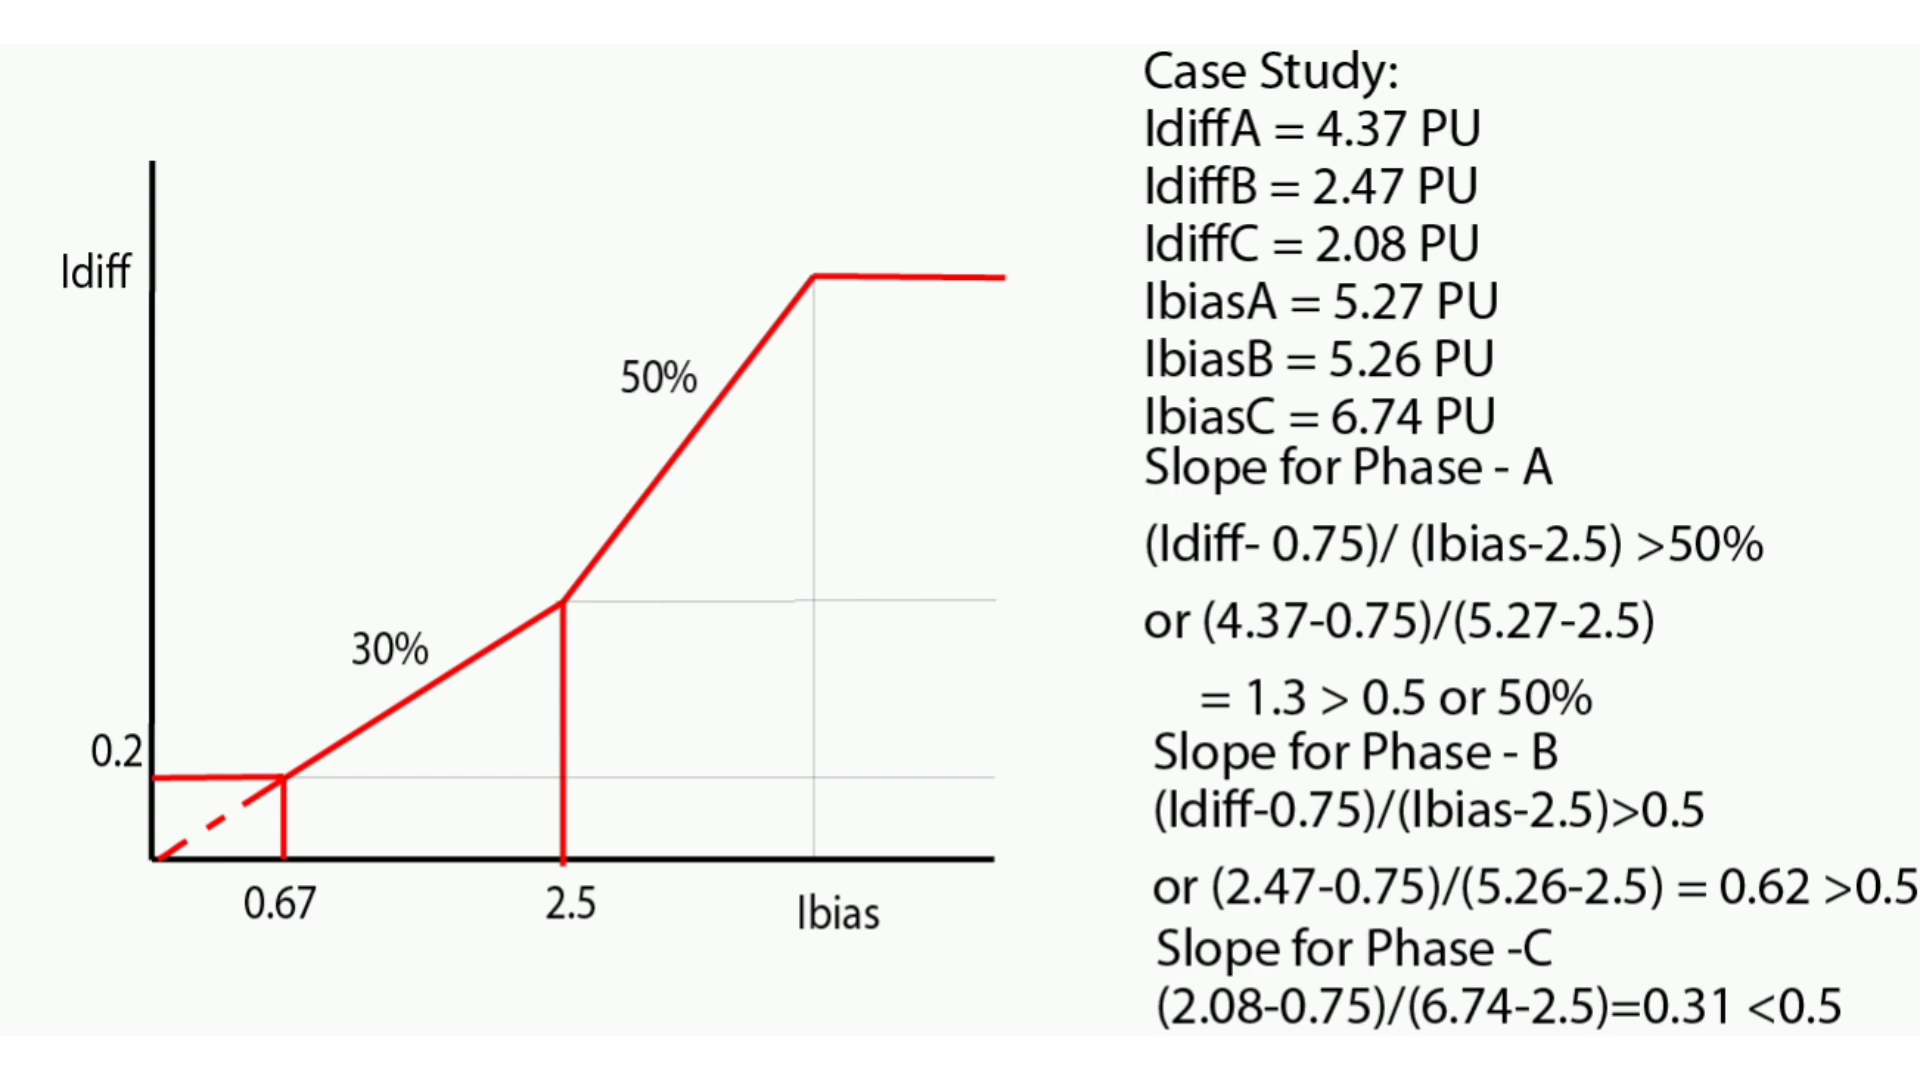 Idiff
50%
30%
0.2
0.67
2.5
Ibias
Case Study:
IdiffA = 4.37 PU
IdiffB = 2.47 PU
IdiffC = 2.08 PU
IbiasA = 5.27 PU
IbiasB = 5.26 PU
IbiasC = 6.74 PU
Slope for Phase - A
(Idiff- 0.75)/ (Ibias-2.5) >50%
or (4.37-0.75)/(5.27-2.5)
= 1.3 > 0.5 or 50%
Slope for Phase - B
(Idiff-0.75)/(Ibias-2.5)>0.5
or (2.47-0.75)/(5.26-2.5) = 0.62 >0.5
Slope for Phase -C
(2.08-0.75)/(6.74-2.5)=0.31 <0.5